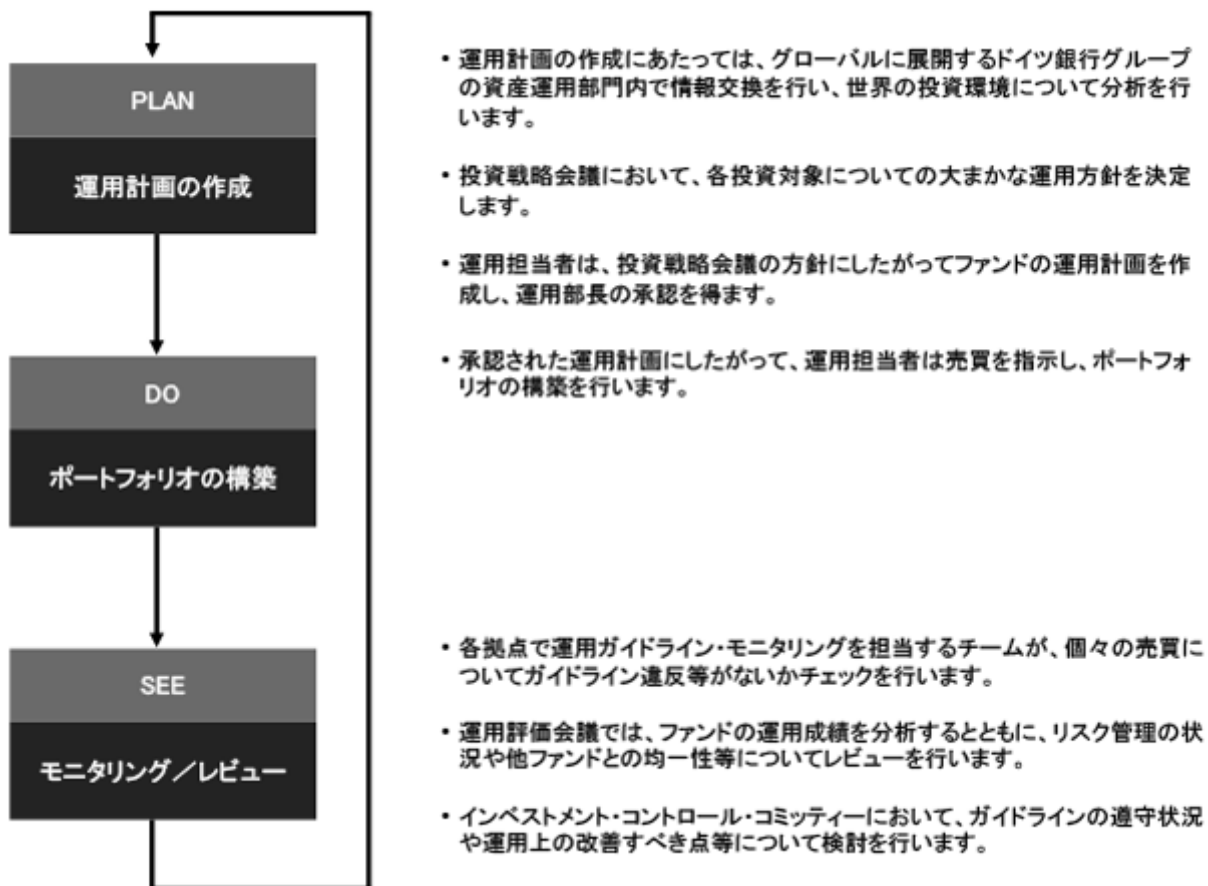 PLAN
運用計画の作成
・運用計画の作成にあたっては、グローバルに展開するドイツ銀行グループ
の資産運用部門内で情報交換を行い、世界の投資環境について分析を行
います。
・投資戦略会議において、各投資対象についての大まかな運用方針を決定
します。
・運用担当者は、投資戦略会議の方針にしたがってファンドの運用計画を作
成し、運用部長の承認を得ます。
DO
ポートフォリオの構築
・承認された運用計画にしたがって、運用担当者は売買を指示し、ポートフォ
リオの構築を行います。
SEE
モニタリング／レビュー
・各拠点で運用ガイドライン・モニタリングを担当するチームが、個々の売買に
ついてガイドライン違反等がないかチェックを行います。
・運用評価会議では、ファンドの運用成績を分析するとともに、リスク管理の状
況や他ファンドとの均一性等についてレビューを行います。
・インベストメント・コントロール・コミッティーにおいて、ガイドラインの遵守状況
や運用上の改善すべき点等について検討を行います。